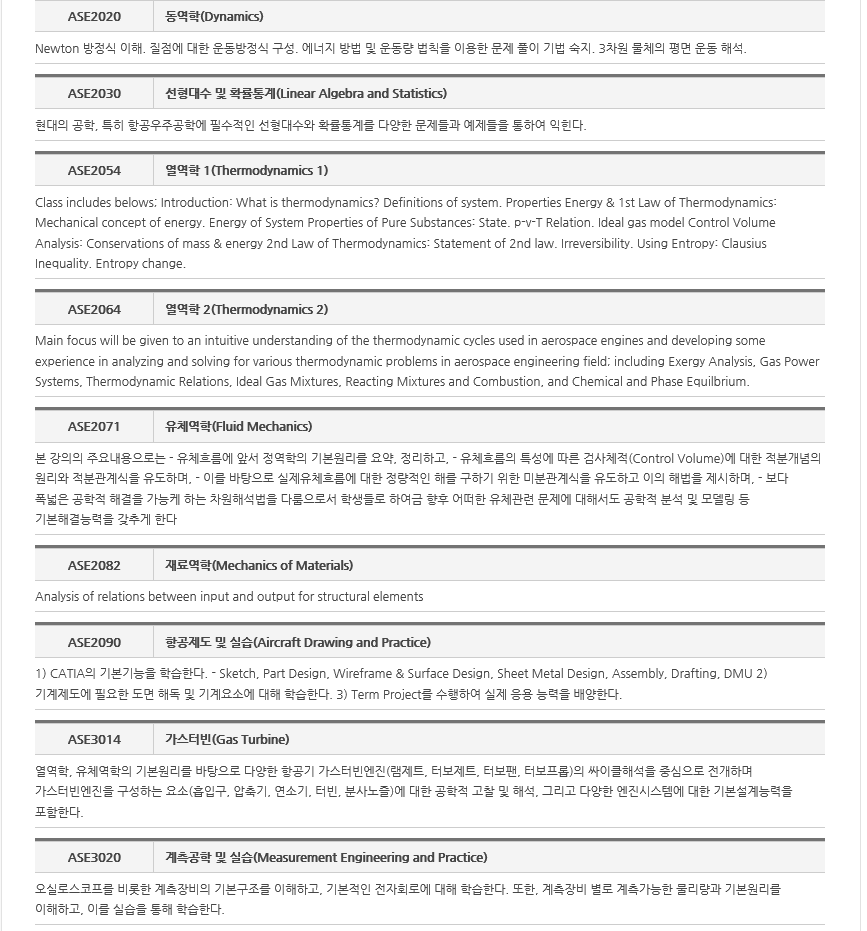 ASE2020 동역학(Dynamics)
Newton 방정식 이해. 질점에 대한 운동방정식 구성. 에너지 방법 및 운동량 법칙을 이용한 문제 풀이 기법 숙지. 3차원 물체의 평면 운동 해석.
ASE2030 선형대수 및 확률통계(Linear Algebra and Statistics)
현대의 공학, 특히 항공우주공학에 필수적인 선형대수와 확률통계를 다양한 문제들과 예제들을 통하여 익힌다.
ASE2054 열역학 1(Thermodynamics 1)
Class includes belows; Introduction: What is thermodynamics? Definitions of system. Properties Energy & 1st Law of Thermodynamics:
Mechanical concept of energy. Energy of System Properties of Pure Substances: State. p-v-T Relation. Ideal gas model Control Volume
Analysis: Conservations of mass & energy 2nd Law of Thermodynamics: Statement of 2nd law. Irreversibility. Using Entropy: Clausius
Inequality. Entropy change.
ASE2064 열역학 2(Thermodynamics 2)
Main focus will be given to an intuitive understanding of the thermodynamic cycles used in aerospace engines and developing some
experience in analyzing and solving for various thermodynamic problems in aerospace engineering field; including Exergy Analysis, Gas Power
Systems, Thermodynamic Relations, Ideal Gas Mixtures, Reacting Mixtures and Combustion, and Chemical and Phase Equilbrium.
ASE2071 유체역학(Fluid Mechanics)
본 강의의 주요내용으로는 - 유체흐름에 앞서 정역학의 기본원리를 요약, 정리하고, - 유체흐름의 특성에 따른 검사체적(Control Volume)에 대한 적분개념의
원리와 적분관계식을 유도하며, - 이를 바탕으로 실제유체흐름에 대한 정량적인 해를 구하기 위한 미분관계식을 유도하고 이의 해법을 제시하며, - 보다
폭넓은 공학적 해결을 가능케 하는 차원해석법을 다룸으로서 학생들로 하여금 향후 어떠한 유체관련 문제에 대해서도 공학적 분석 및 모델링 등
기본해결능력을 갖추게 한다
ASE2082 재료역학(Mechanics of Materials)
Analysis of relations between input and output for structural elements
ASE2090 항공제도 및 실습(Aircraft Drawing and Practice)
1) CATIA의 기본기능을 학습한다. - Sketch, Part Design, Wireframe & Surface Design, Sheet Metal Design, Assembly, Drafting, DMU 2)
기계제도에 필요한 도면 해독 및 기계요소에 대해 학습한다. 3) Term Project를 수행하여 실제 응용 능력을 배양한다.
ASE3014 가스터빈(Gas Turbine)
열역학, 유체역학의 기본원리를 바탕으로 다양한 항공기 가스터빈엔진(램제트, 터보제트, 터보팬, 터보프롭)의 싸이클해석을 중심으로 전개하며
가스터빈엔진을 구성하는 요소(흡입구, 압축기, 연소기, 터빈, 분사노즐)에 대한 공학적 고찰 및 해석, 그리고 다양한 엔진시스템에 대한 기본설계능력을
포함한다.
ASE3020 계측공학 및 실습(Measurement Engineering and Practice)
오실로스코프를 비롯한 계측장비의 기본구조를 이해하고, 기본적인 전자회로에 대해 학습한다. 또한, 계측장비 별로 계측가능한 물리량과 기본원리를
이해하고, 이를 실습을 통해 학습한다.